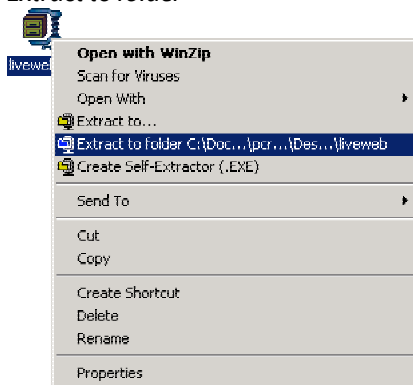 Extract to folder
livewe
Open with WinZip
Scan for Viruses
Open With
Extract to...
Extract to folder C:\Doc...\pcr...\Des...\liveweb
Create Self-Extractor (.EXE)
Send To
Cut
Copy
Create Shortcut
Delete
Rename
Properties